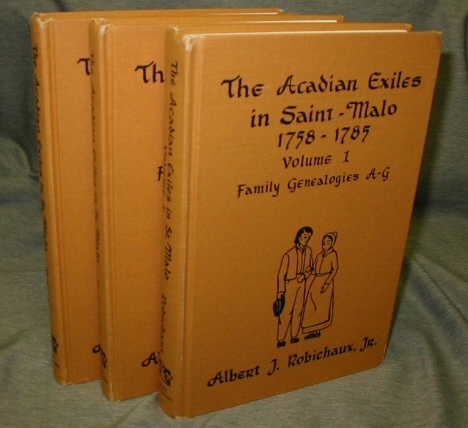 The Acadian Exiles
in Saint-Malo
1758-1785
Volume 1
Family Genealogies A-G
Albert J. Robichaux, Jr.
The Acadian Exiles in St Malo
Robichaux
Th